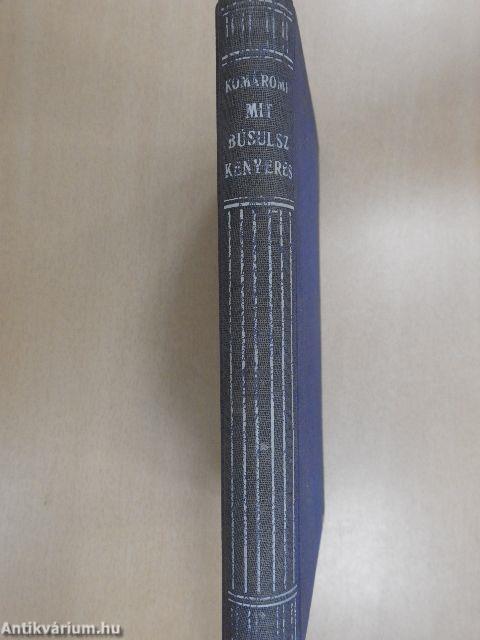 KOMÁROMI
MIT
BÚSULSZ
KENYERES
Antikvárium.hu